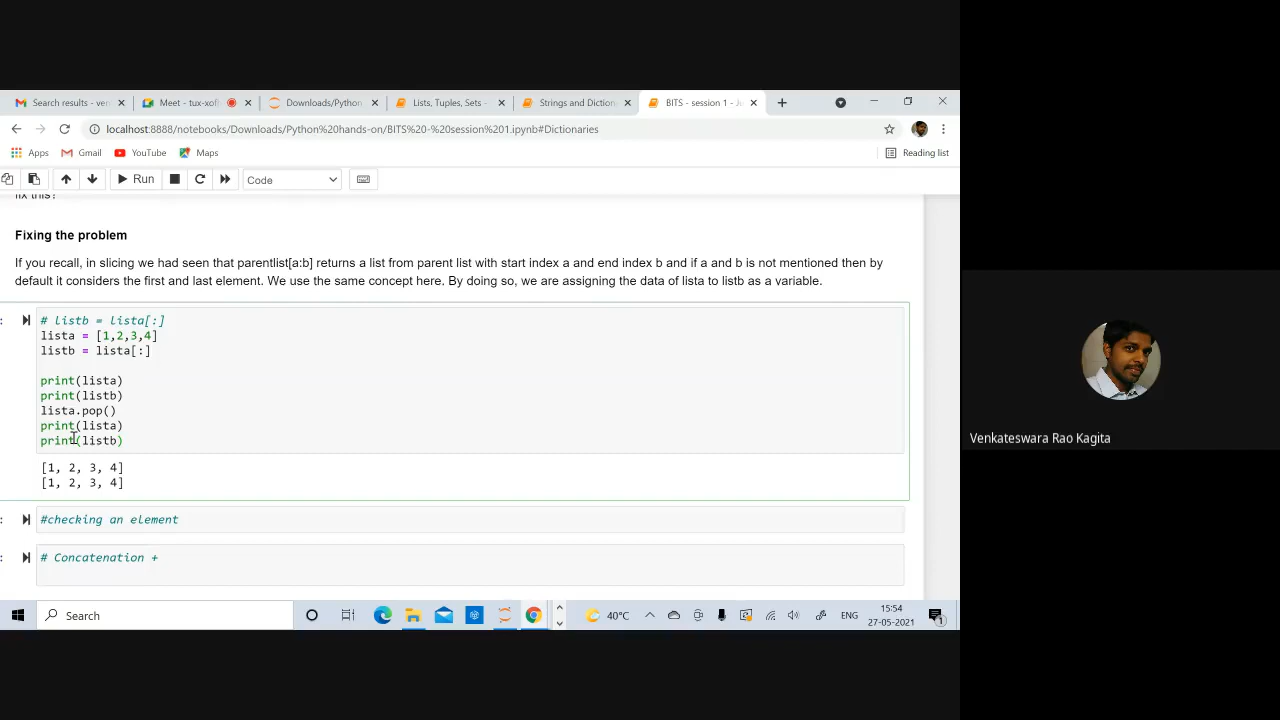 Search results - ven
Meet - tux-xoft
Downloads/Python
Lists, Tuples, Sets -
Strings and Diction
BITS - session 1 - Ju
localhost:8888/notebooks/Downloads/Python%20hands-on/BITS%20-%20session%201.ipynb#Dictionaries
Apps Gmail YouTube Maps Reading list
Run Code
fix this?
Fixing the problem
If you recall, in slicing we had seen that parentlist[a:b] returns a list from parent list with start index a and end index b and if a and b is not mentioned then by
default it considers the first and last element. We use the same concept here. By doing so, we are assigning the data of lista to listb as a variable.
# listb = lista[:]
lista = [1,2,3,4]
listb = lista[:]
print(lista)
print(listb)
lista.pop()
print(lista)
print(listb)
[1, 2, 3, 4]
[1, 2, 3, 4]
#checking an element
# Concatenation +
Venkateswara Rao Kagita
Search
40°C
ENG
15:54
27-05-2021
1